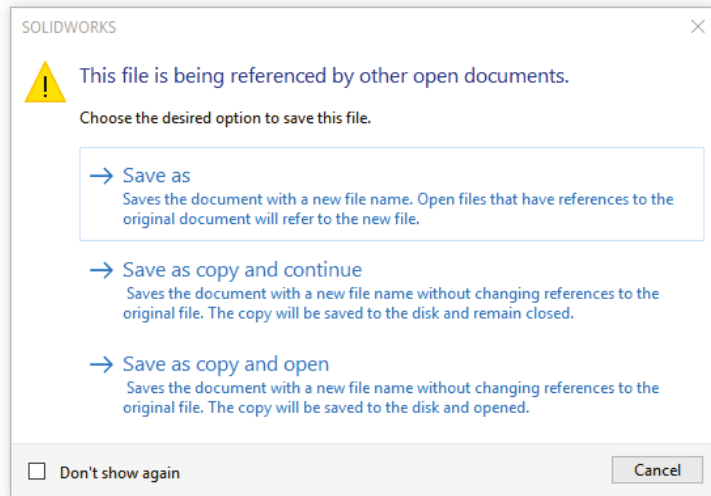 SOLIDWORKS
This file is being referenced by other open documents.
Choose the desired option to save this file.
Save as
Saves the document with a new file name. Open files that have references to the
original document will refer to the new file.
Save as copy and continue
Saves the document with a new file name without changing references to the
original file. The copy will be saved to the disk and remain closed.
Save as copy and open
Saves the document with a new file name without changing references to the
original file. The copy will be saved to the disk and opened.
Don't show again
Cancel